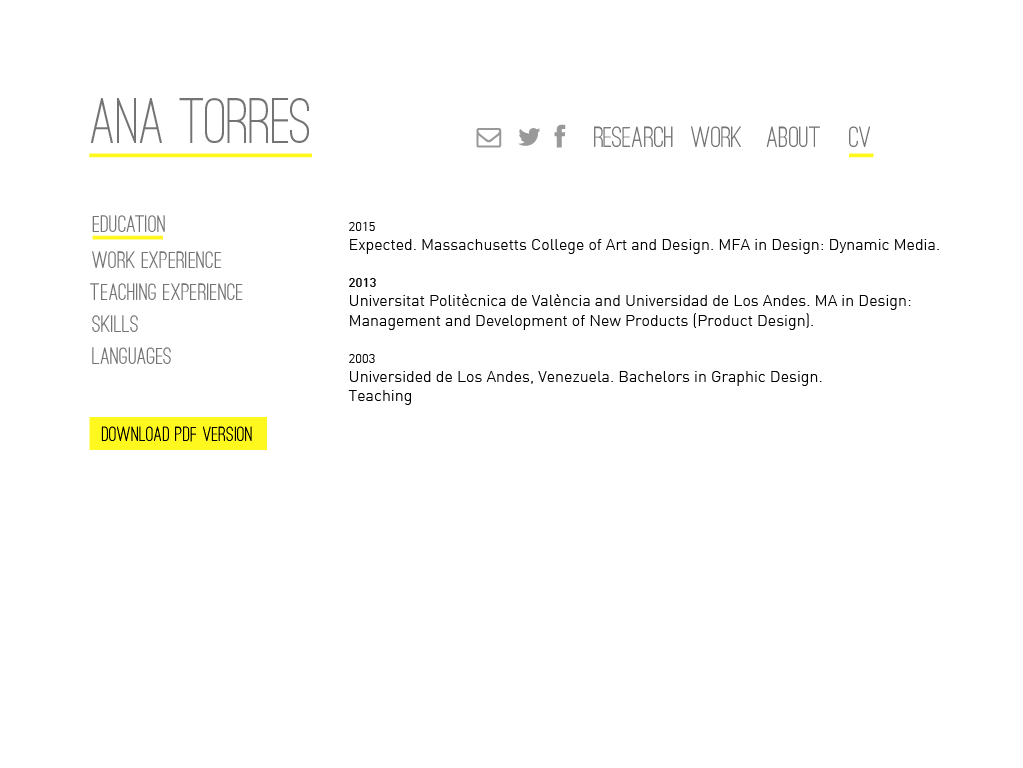 ANA TORRES
RESEARCH WORK ABOUT CV
EDUCATION
WORK EXPERIENCE
TEACHING EXPERIENCE
SKILLS
LANGUAGES
DOWNLOAD PDF VERSION
2015
Expected. Massachusetts College of Art and Design. MFA in Design: Dynamic Media.
2013
Universitat Politècnica de València and Universidad de Los Andes. MA in Design:
Management and Development of New Products (Product Design).
2003
Universided de Los Andes, Venezuela. Bachelors in Graphic Design.
Teaching